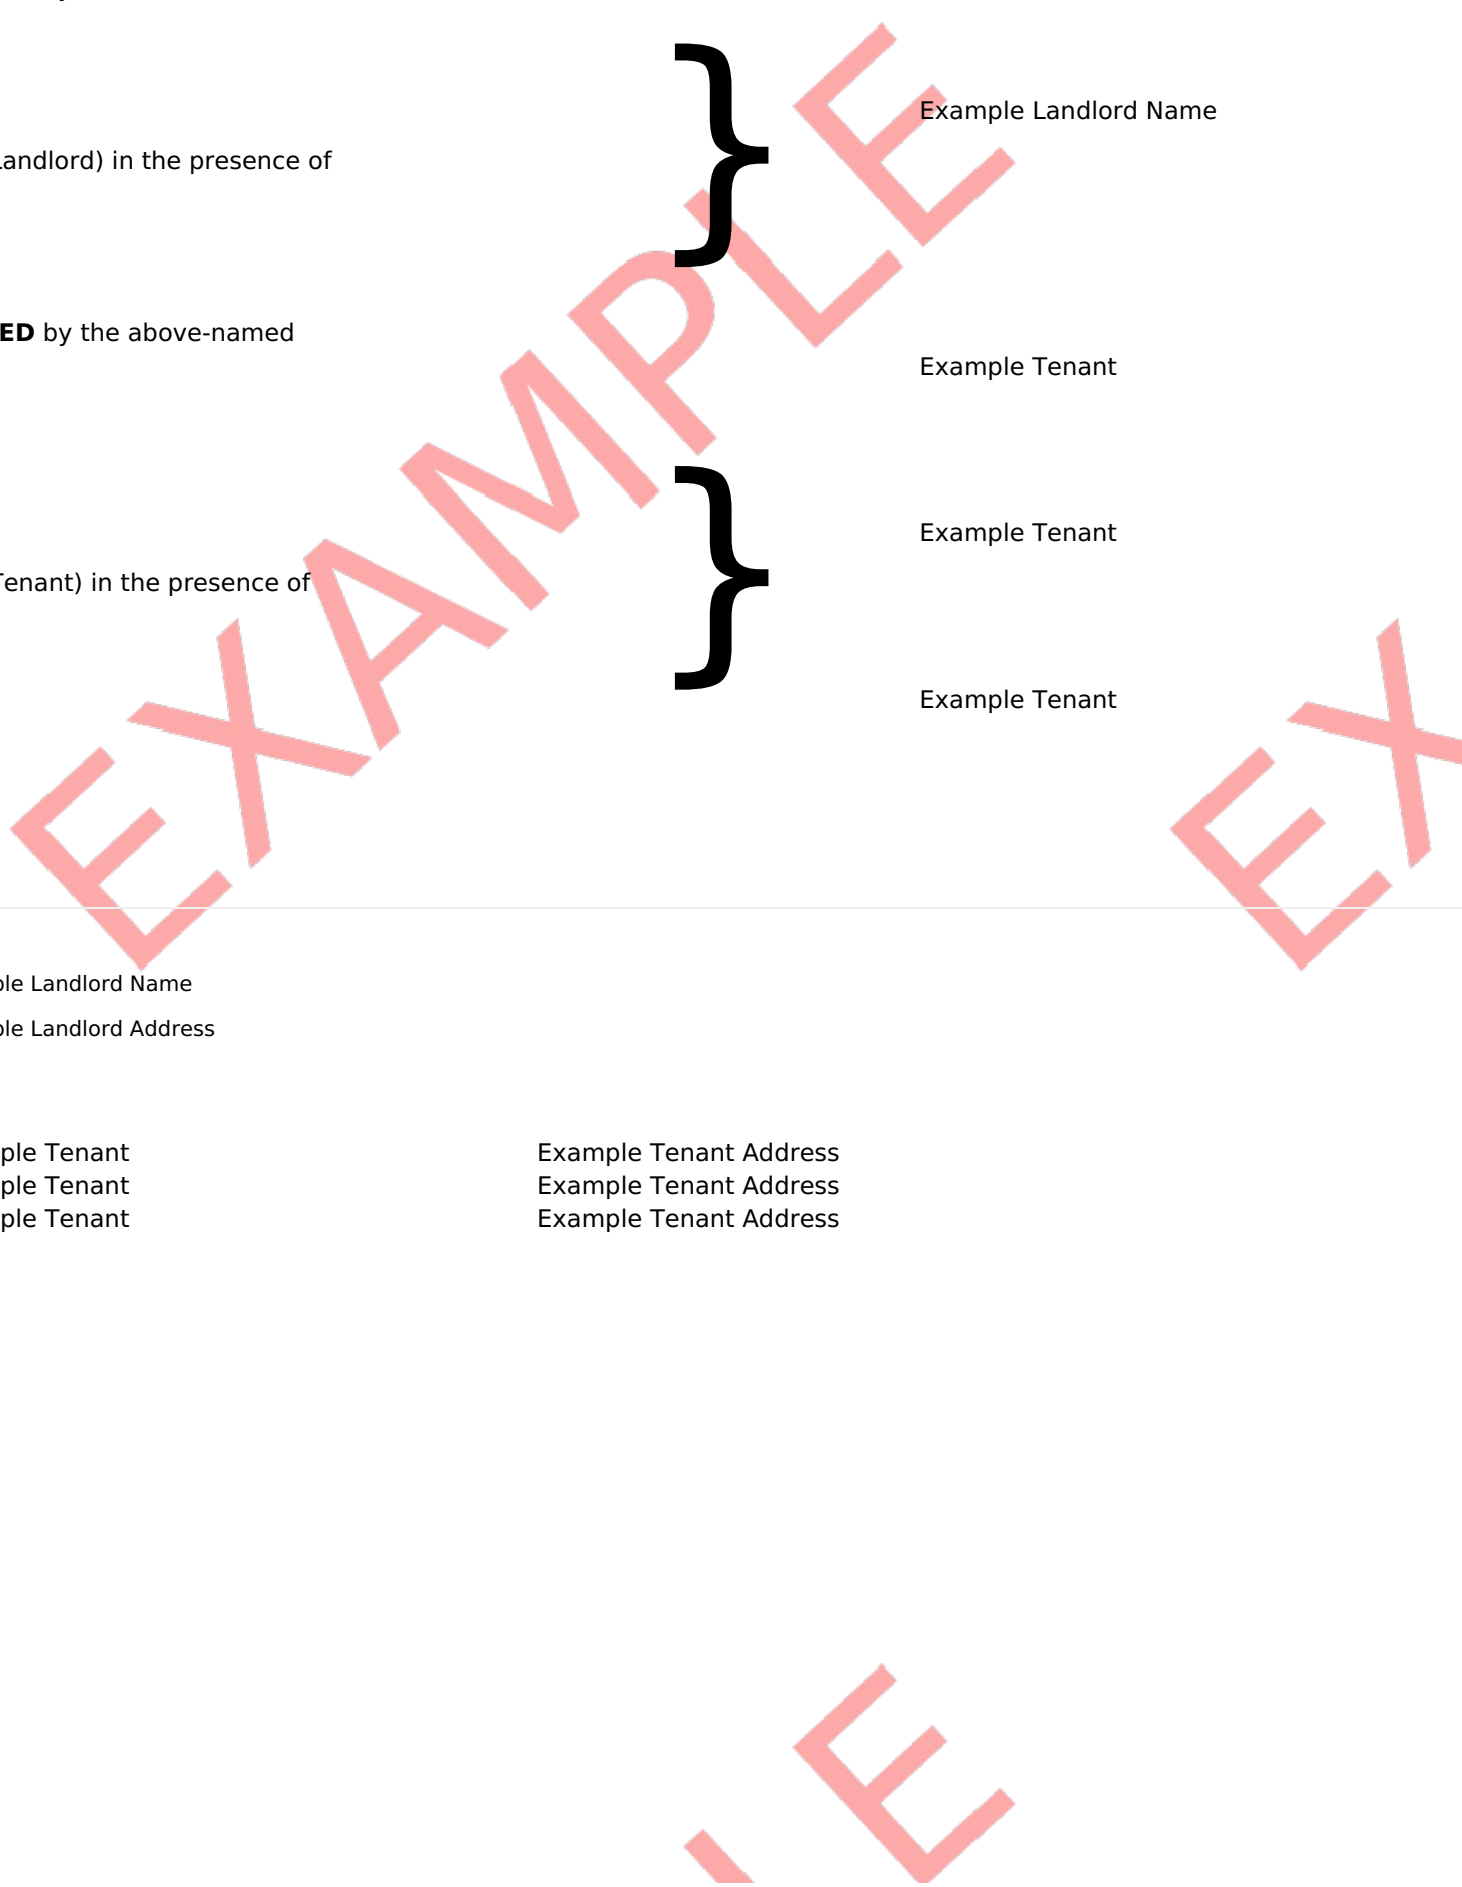 Example Landlord Name
Landlord) in the presence of
}
ED by the above-named
Example Tenant
Example Tenant
Tenant) in the presence of
}
Example Tenant
EXAMPLE
EX
ple Landlord Name
ple Landlord Address
ple Tenant Example Tenant Address
ple Tenant Example Tenant Address
ple Tenant Example Tenant Address
LE